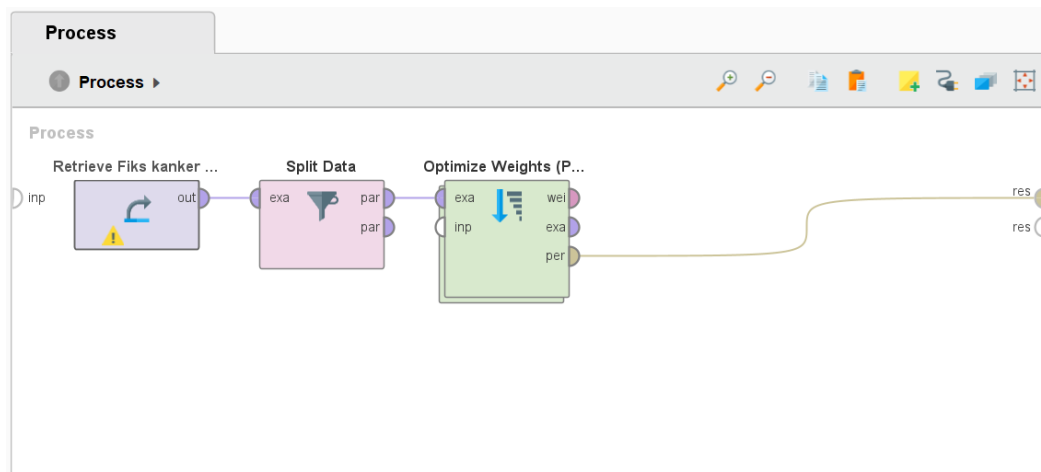 Process
Process
Process
Retrieve Fiks kanker ...
Split Data
Optimize Weights (P...
inp
out
exa
par
exa
wei
res
par
inp
exa
res
per